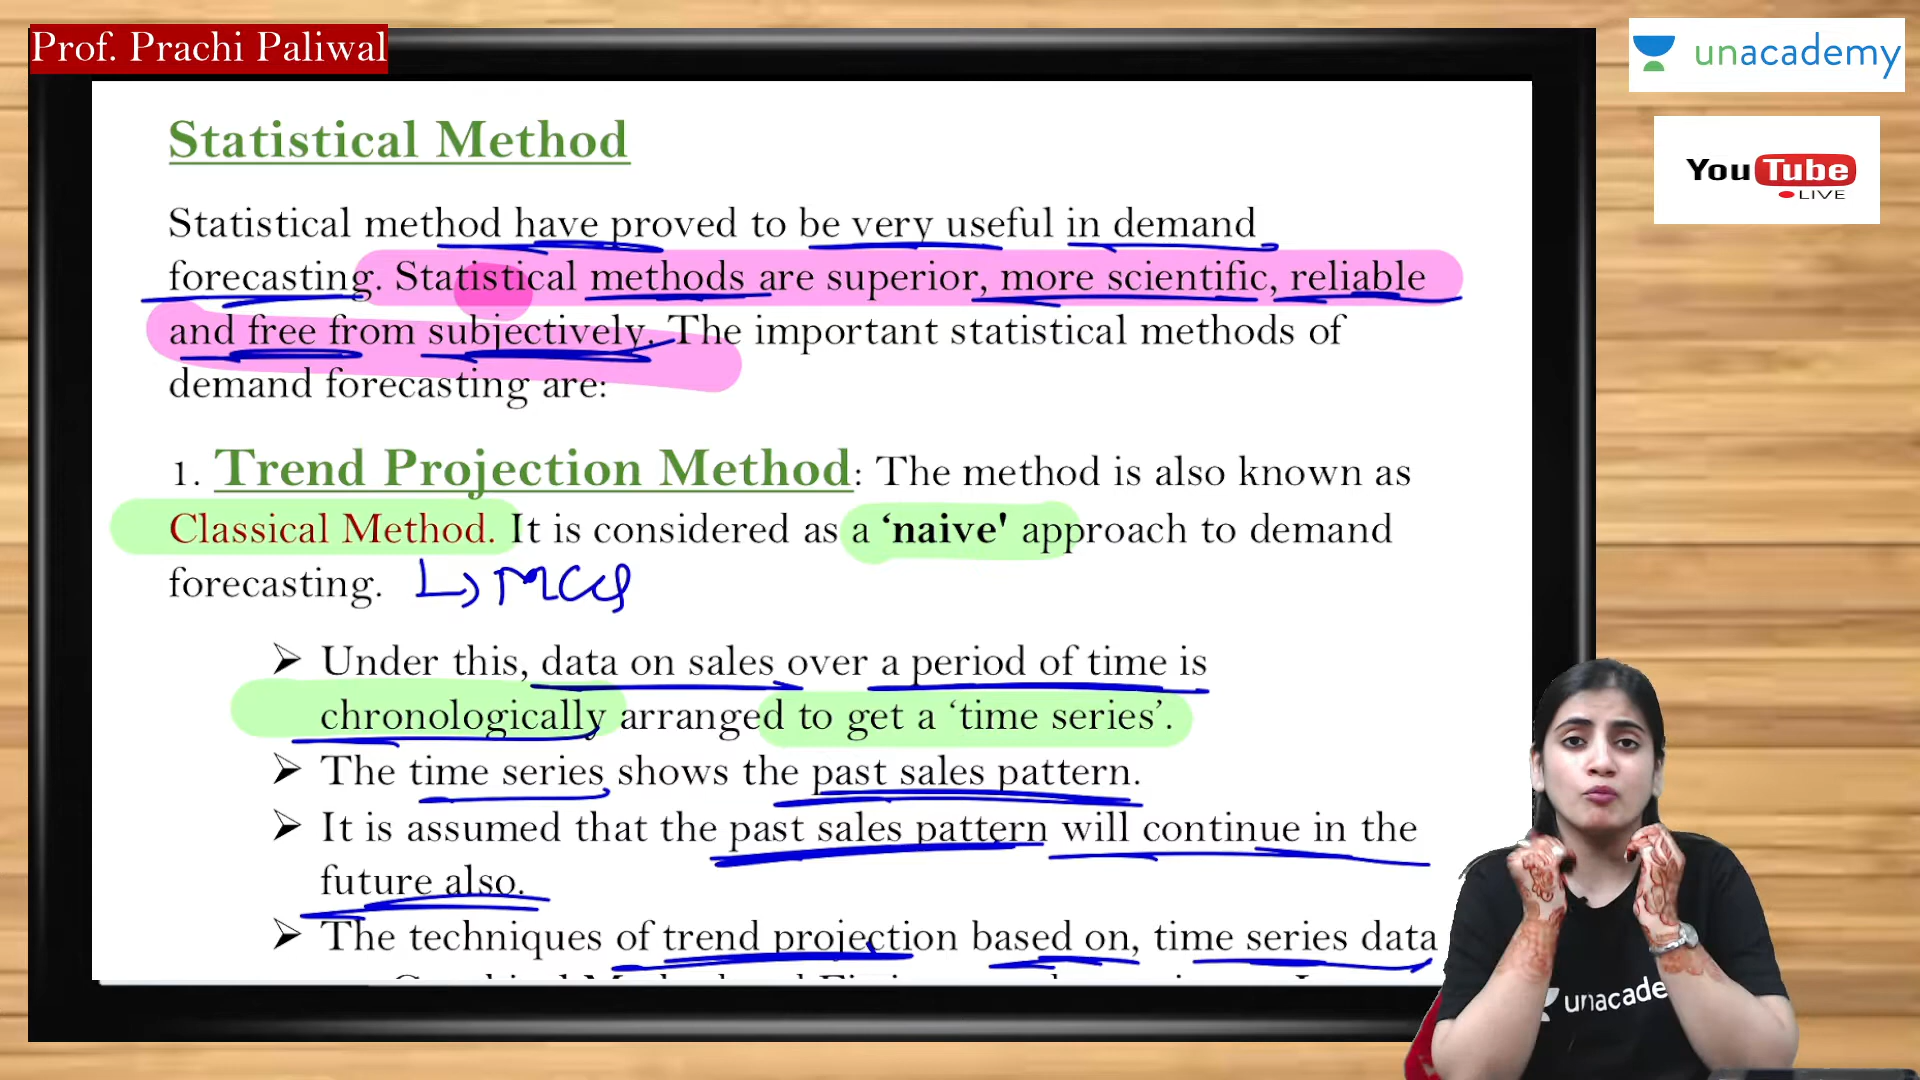 Prof. Prachi Paliwal
unacademy
YouTube
LIVE
Statistical Method
Statistical method have proved to be very useful in demand
forecasting. Statistical methods are superior, more scientific, reliable
and free from subjectively. The important statistical methods of
demand forecasting are:
1. Trend Projection Method: The method is also known as
Classical Method. It is considered as a ‘naive' approach to demand
forecasting. ↳ MCQ
➢ Under this, data on sales over a period of time is
chronologically arranged to get a ‘time series’.
➢ The time series shows the past sales pattern.
➢ It is assumed that the past sales pattern will continue in the
future also.
➢ The techniques of trend projection based on, time series data
unacade